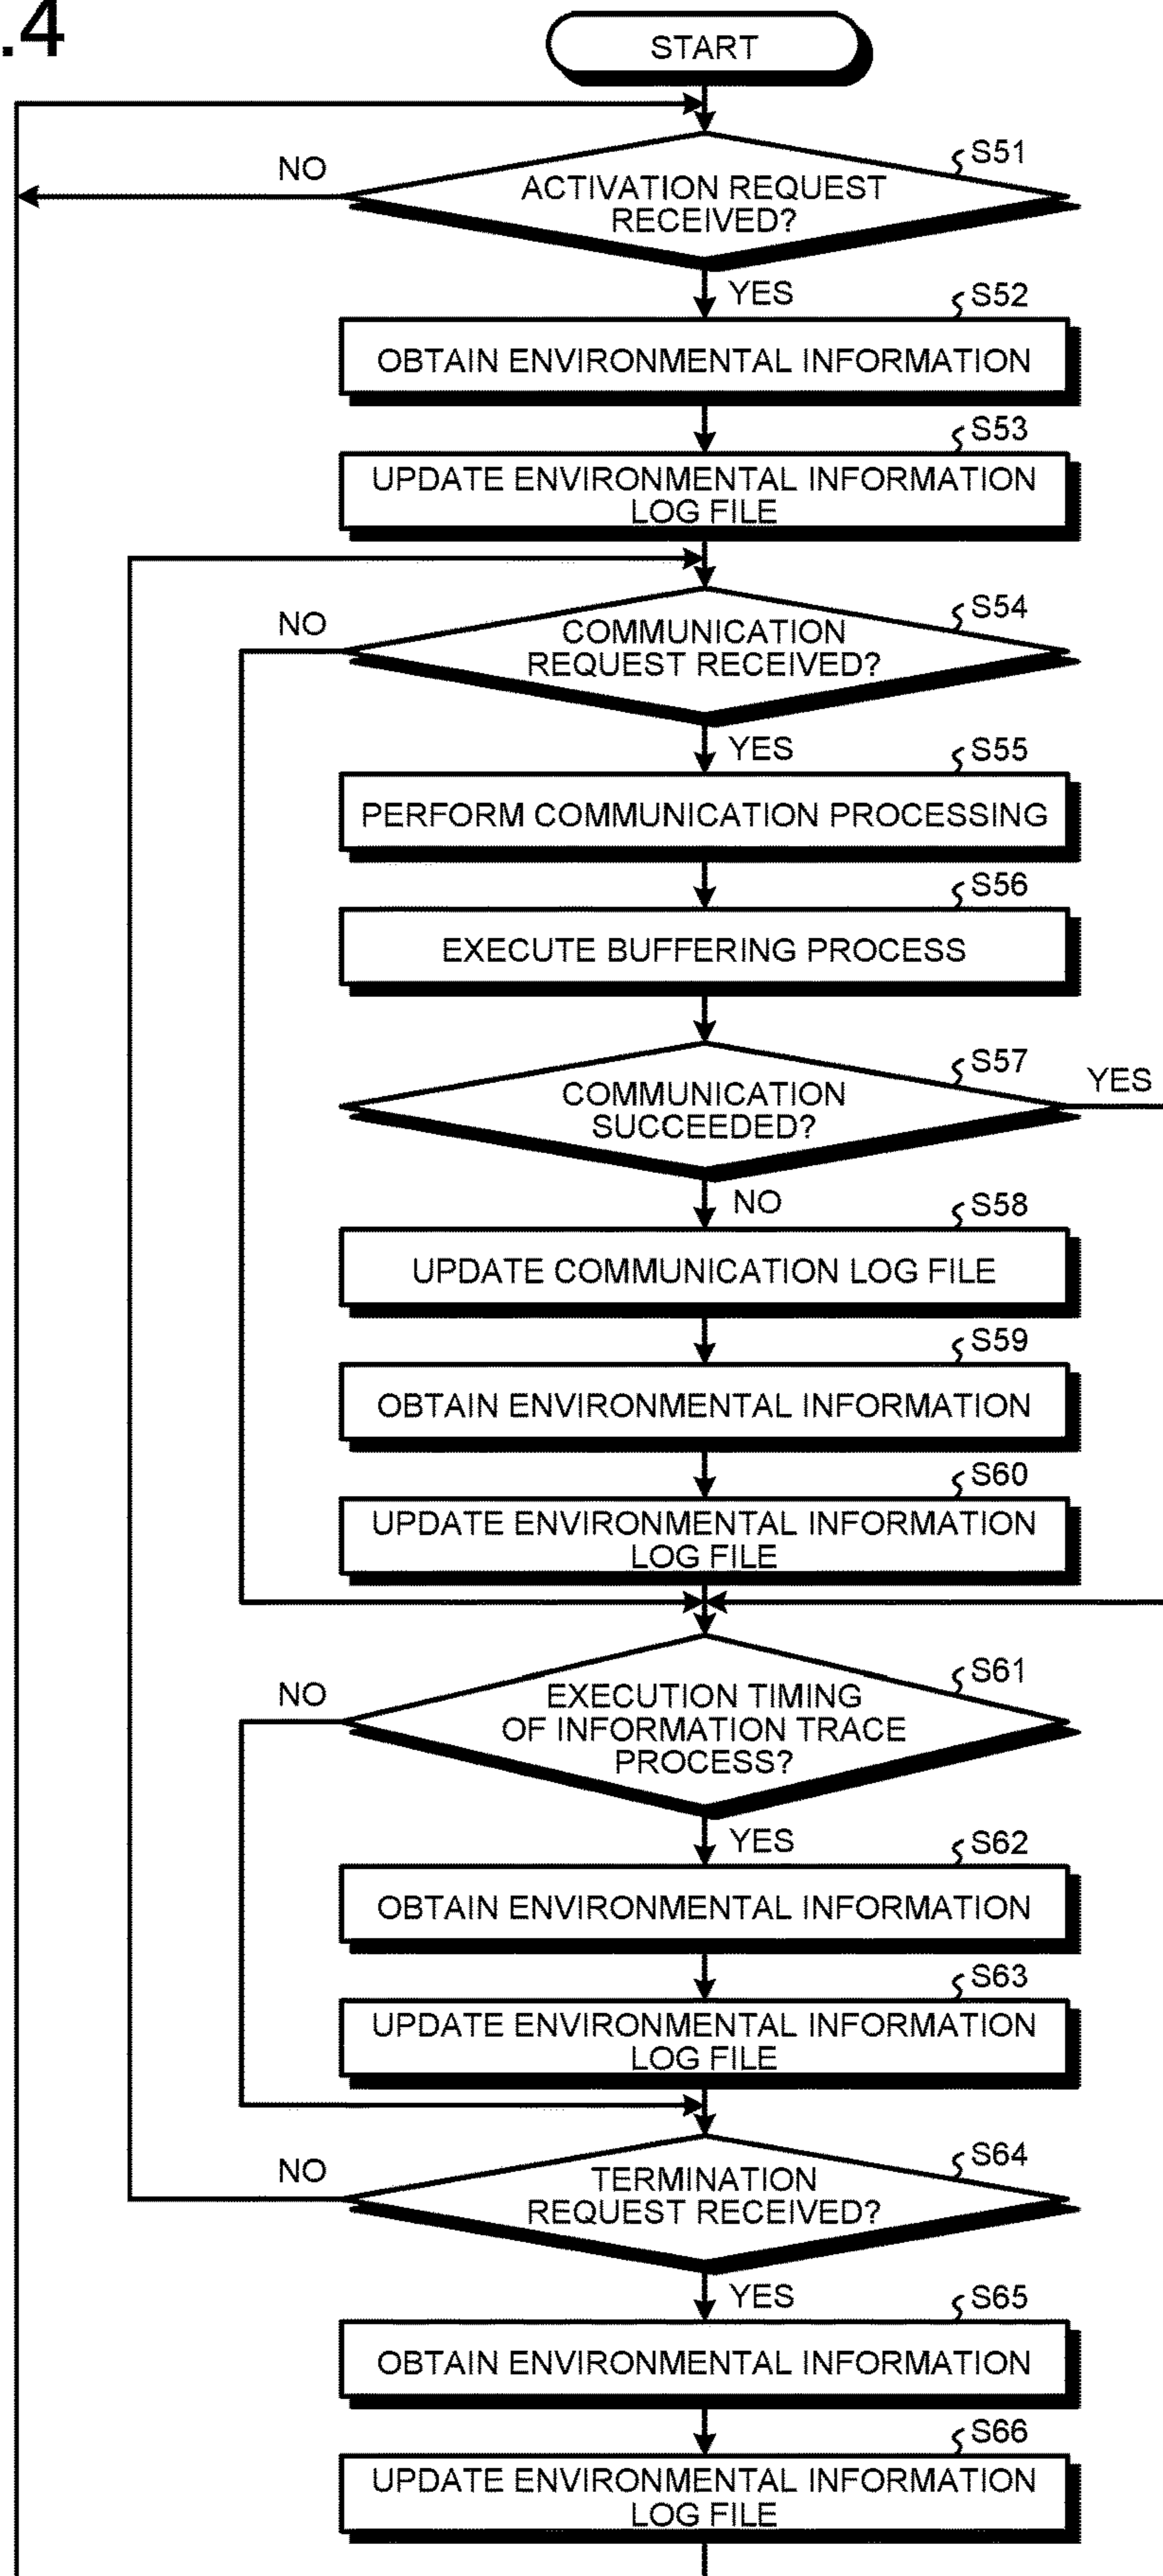 .4
START
S51
NO
ACTIVATION REQUEST
RECEIVED?
YES
S52
OBTAIN ENVIRONMENTAL INFORMATION
S53
UPDATE ENVIRONMENTAL INFORMATION
LOG FILE
S54
NO
COMMUNICATION
REQUEST RECEIVED?
YES
S55
PERFORM COMMUNICATION PROCESSING
S56
EXECUTE BUFFERING PROCESS
S57
YES
COMMUNICATION
SUCCEEDED?
NO
S58
UPDATE COMMUNICATION LOG FILE
S59
OBTAIN ENVIRONMENTAL INFORMATION
S60
UPDATE ENVIRONMENTAL INFORMATION
LOG FILE
S61
NO
EXECUTION TIMING
OF INFORMATION TRACE
PROCESS?
YES
S62
OBTAIN ENVIRONMENTAL INFORMATION
S63
UPDATE ENVIRONMENTAL INFORMATION
LOG FILE
S64
NO
TERMINATION
REQUEST RECEIVED?
YES
S65
OBTAIN ENVIRONMENTAL INFORMATION
S66
UPDATE ENVIRONMENTAL INFORMATION
LOG FILE